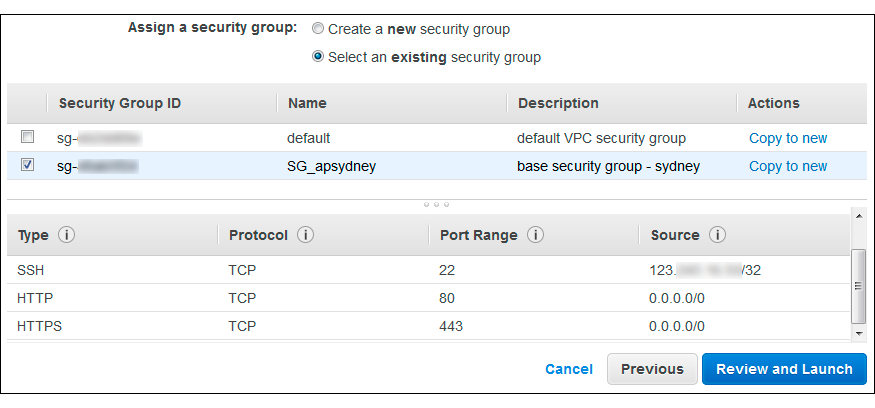 Assign a security group: Create a new security group
Select an existing security group
Security Group ID Name Description Actions
sg- default default VPC security group Copy to new
sg- SG_apsydney base security group - sydney Copy to new
Type i Protocol i Port Range i Source i
SSH TCP 22 123. /32
HTTP TCP 80 0.0.0.0/0
HTTPS TCP 443 0.0.0.0/0
Cancel Previous Review and Launch